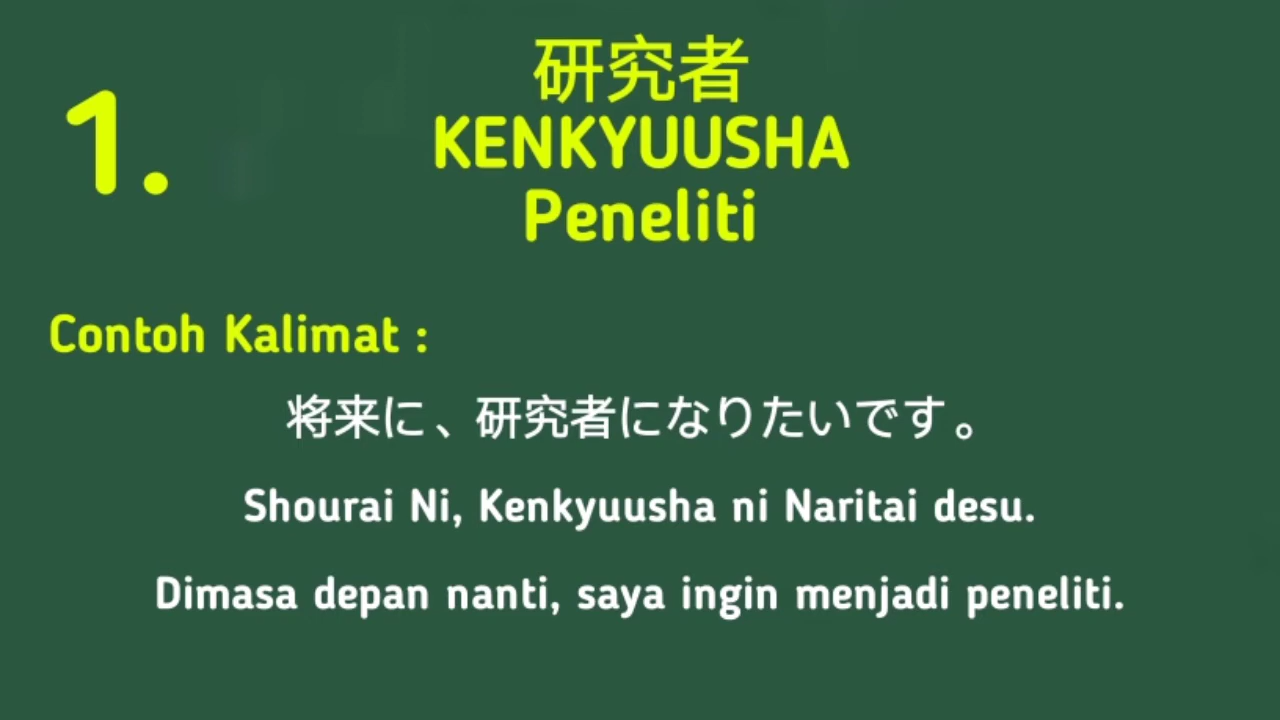 1.
研究者
KENKYUUSHA
Peneliti
Contoh Kalimat :
将来に、研究者になりたいです。
Shourai Ni, Kenkyuusha ni Naritai desu.
Dimasa depan nanti, saya ingin menjadi peneliti.